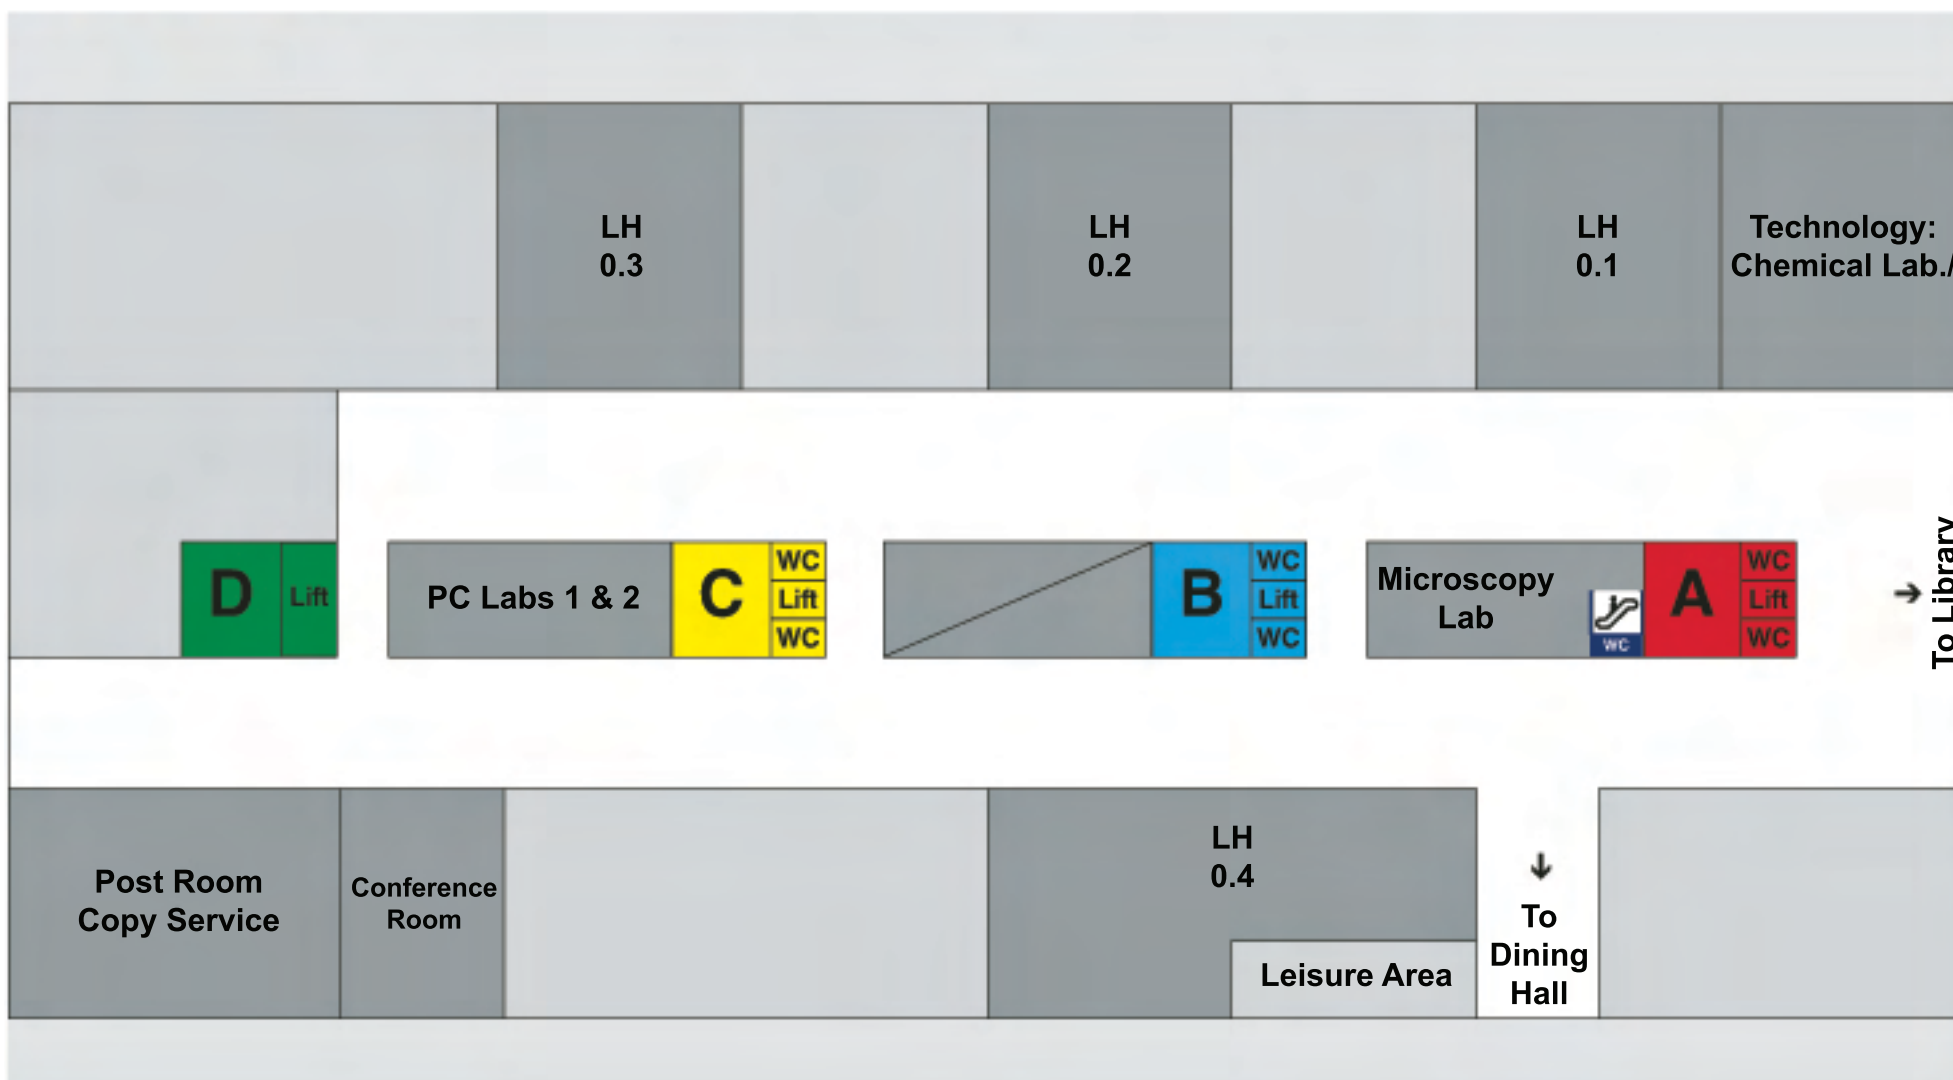 LH
0.3
LH
0.2
LH
0.1
Technology:
Chemical Lab./
D
Lift
PC Labs 1 & 2
C
WC
Lift
WC
B
WC
Lift
WC
Microscopy
Lab
WC
A
WC
Lift
WC
To Library
Post Room
Copy Service
Conference
Room
LH
0.4
Leisure Area
To
Dining
Hall